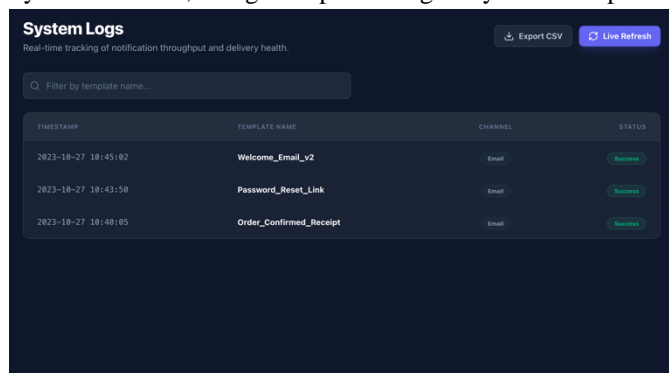 System Logs
Real-time tracking of notification throughput and delivery health.
Export CSV
Live Refresh
Filter by template name...
TIMESTAMP TEMPLATE NAME CHANNEL STATUS
2023-10-27 10:45:02 Welcome_Email_v2 Email Success
2023-10-27 10:43:50 Password_Reset_Link Email Success
2023-10-27 10:40:05 Order_Confirmed_Receipt Email Success